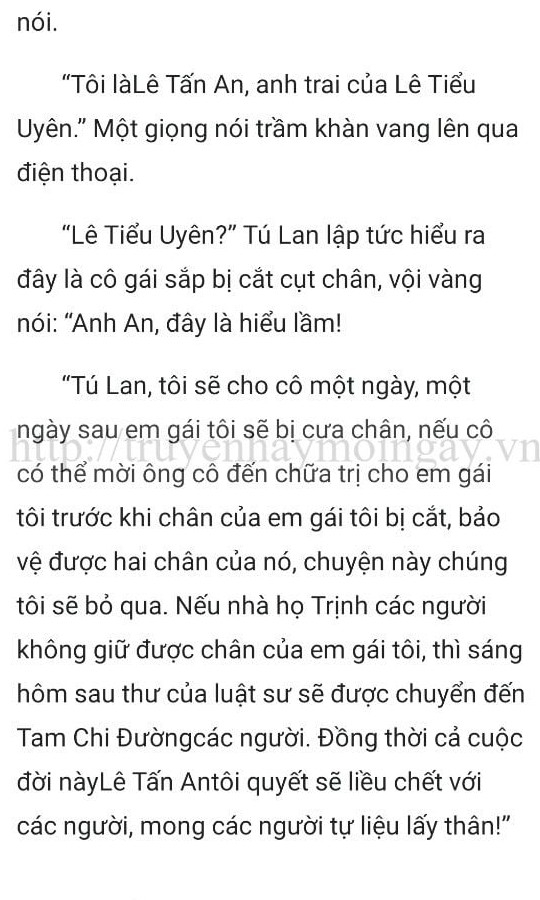 nói.
“Tôi làLê Tấn An, anh trai của Lê Tiểu
Uyên.” Một giọng nói trầm khàn vang lên qua
điện thoại.
“Lê Tiểu Uyên?” Tú Lan lập tức hiểu ra
đây là cô gái sắp bị cắt cụt chân, vội vàng
nói: “Anh An, đây là hiểu lầm!
“Tú Lan, tôi sẽ cho cô một ngày, một
ngày sau em gái tôi sẽ bị cưa chân, nếu cô
http://truyenhaymoingay.vn
có thể mời ông cô đến chữa trị cho em gái
tôi trước khi chân của em gái tôi bị cắt, bảo
vệ được hai chân của nó, chuyện này chúng
tôi sẽ bỏ qua. Nếu nhà họ Trịnh các người
không giữ được chân của em gái tôi, thì sáng
hôm sau thư của luật sư sẽ được chuyển đến
Tam Chi Đườngcác người. Đồng thời cả cuộc
đời nàyLê Tấn Antôi quyết sẽ liều chết với
các người, mong các người tự liệu lấy thân!”